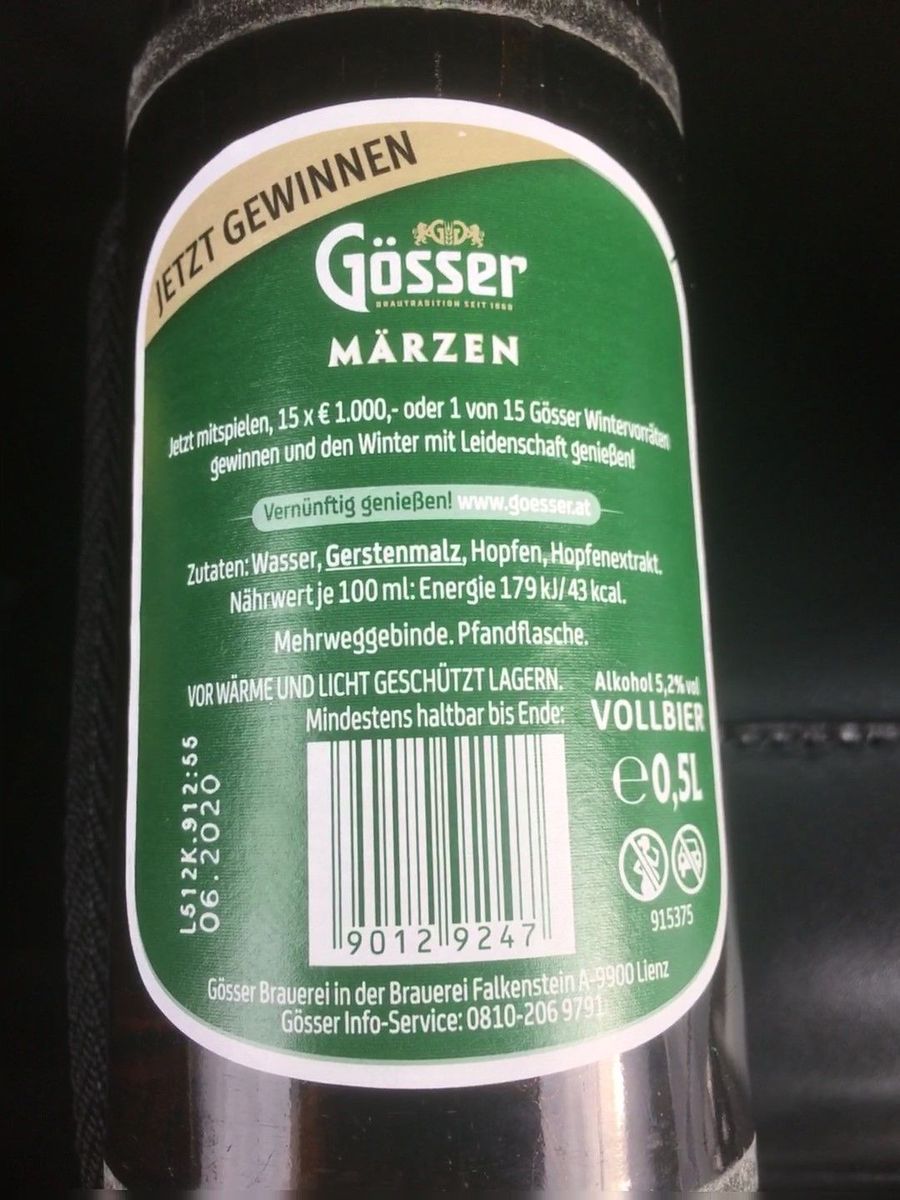 JETZT GEWINNEN
GG
Gösser
BRAUTRADITION SEIT 1860
MÄRZEN
Jetzt mitspielen, 15 x € 1.000,- oder 1 von 15 Gösser Wintervorräten
gewinnen und den Winter mit Leidenschaft genießen!
Vernünftig genießen! www.goesser.at
Zutaten: Wasser, Gerstenmalz, Hopfen, Hopfenextrakt.
Nährwert je 100 ml: Energie 179 kJ/43 kcal.
Mehrweggebinde. Pfandflasche.
VOR WÄRME UND LICHT GESCHÜTZT LAGERN.
Mindestens haltbar bis Ende:
Alkohol 5,2% vol
VOLLBIER
e 0,5L
915375
L512K.912:55
06.2020
9012 9247
Gösser Brauerei in der Brauerei Falkenstein A-9900 Lienz
Gösser Info-Service: 0810-206 9791